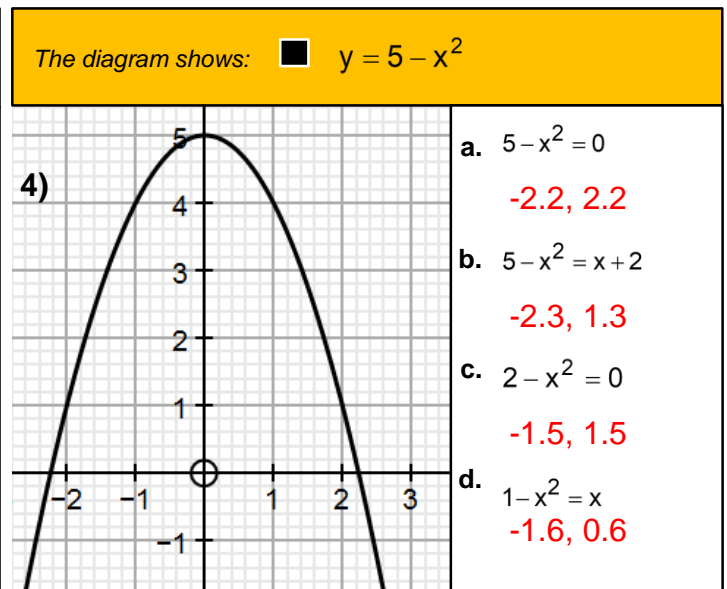 The diagram shows: ■ y = 5 − x²
4)
5
4
3
2
1
−2 −1 1 2 3
−1
a. 5 − x² = 0
-2.2, 2.2
b. 5 − x² = x + 2
-2.3, 1.3
c. 2 − x² = 0
-1.5, 1.5
d. 1 − x² = x
-1.6, 0.6